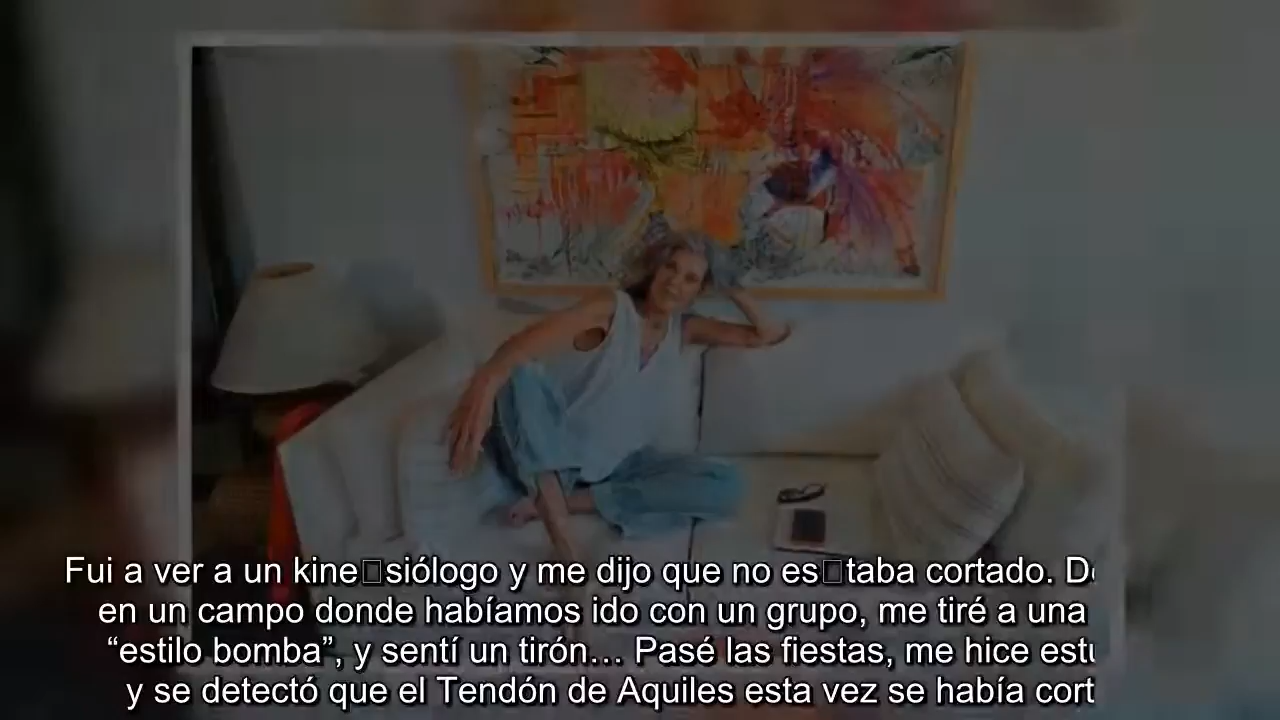 Fui a ver a un kine□siólogo y me dijo que no es□taba cortado.
en un campo donde habíamos ido con un grupo, me tiré a una
“estilo bomba”, y sentí un tirón… Pasé las fiestas, me hice
y se detectó que el Tendón de Aquiles esta vez se había